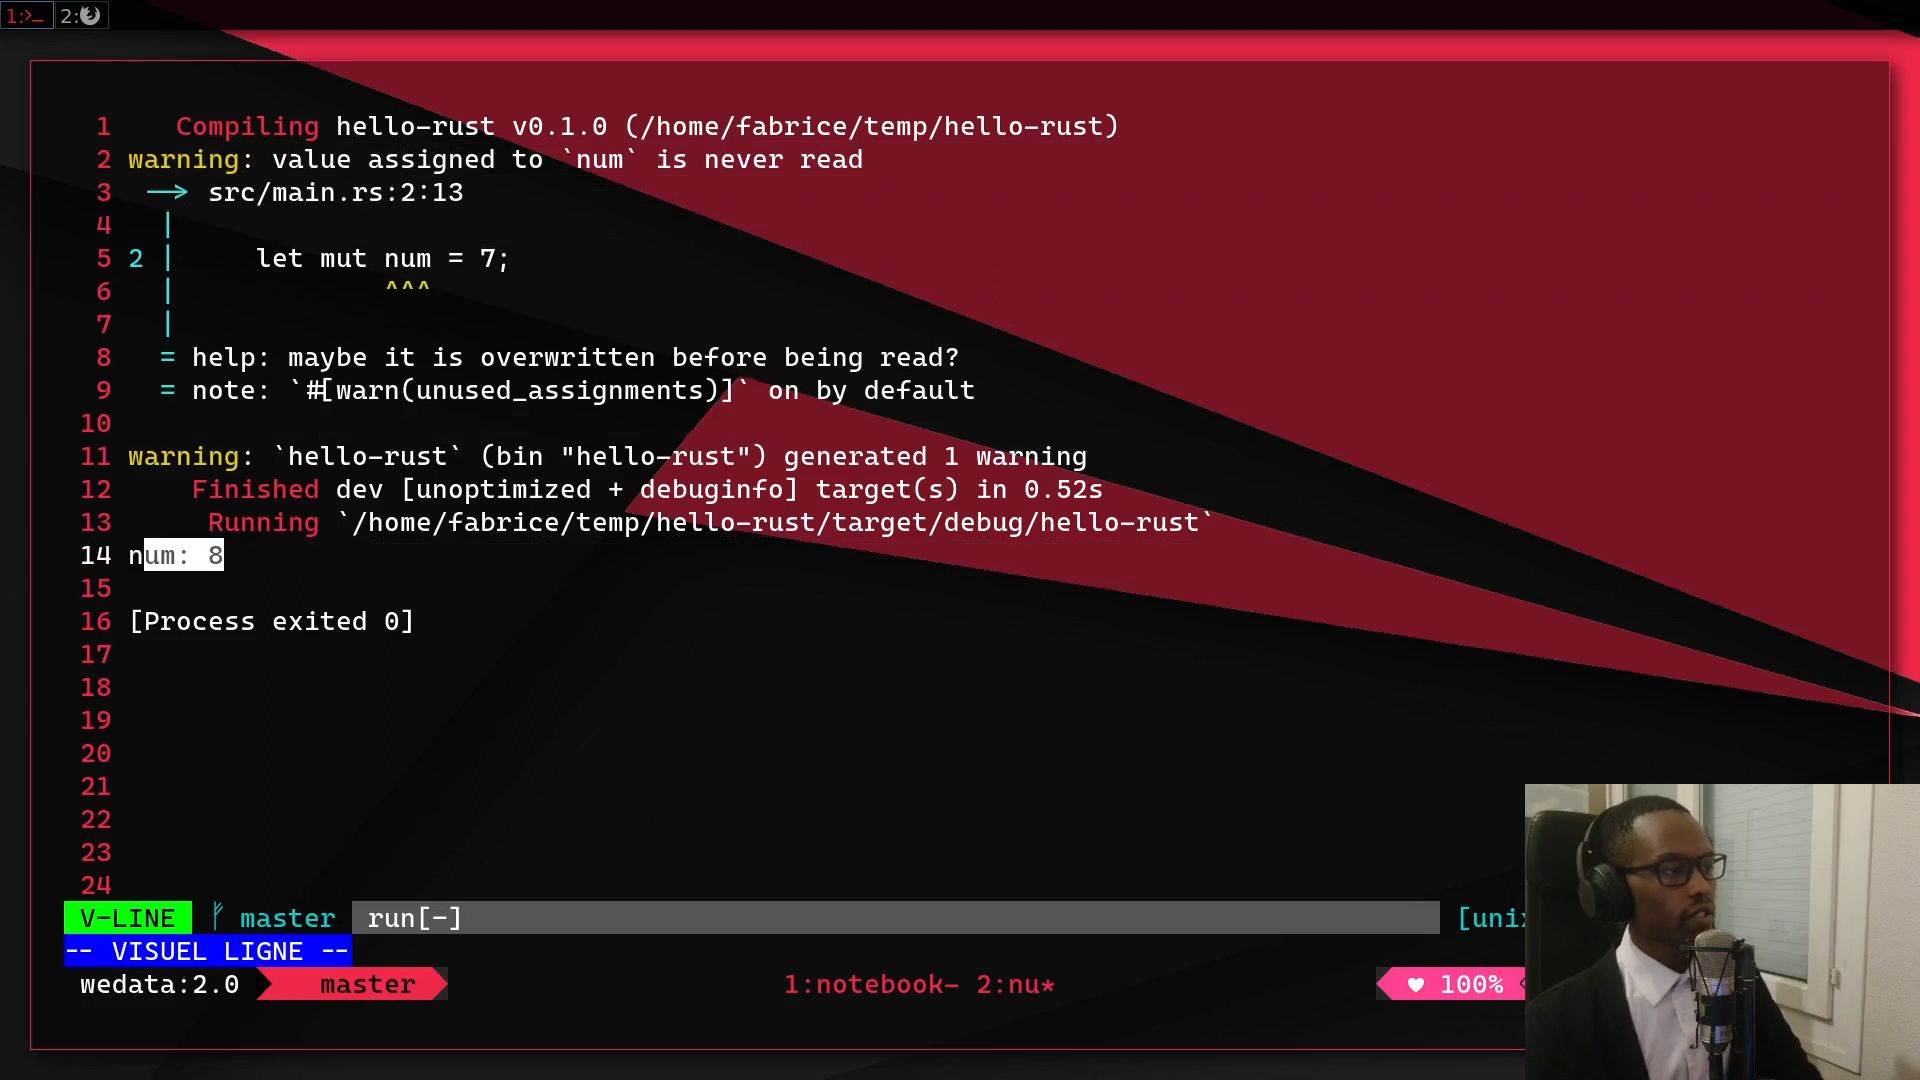 1:>_ 2:
1 Compiling hello-rust v0.1.0 (/home/fabrice/temp/hello-rust)
2 warning: value assigned to `num` is never read
3 --> src/main.rs:2:13
4 |
5 2 | let mut num = 7;
6 | ^^^
7 |
8 = help: maybe it is overwritten before being read?
9 = note: `#[warn(unused_assignments)]` on by default
10
11 warning: `hello-rust` (bin "hello-rust") generated 1 warning
12 Finished dev [unoptimized + debuginfo] target(s) in 0.52s
13 Running `/home/fabrice/temp/hello-rust/target/debug/hello-rust`
14 num: 8
15
16 [Process exited 0]
17
18
19
20
21
22
23
24
V-LINE master run[-] [unix
-- VISUEL LIGNE --
wedata:2.0 master 1:notebook- 2:nu* ♥ 100%